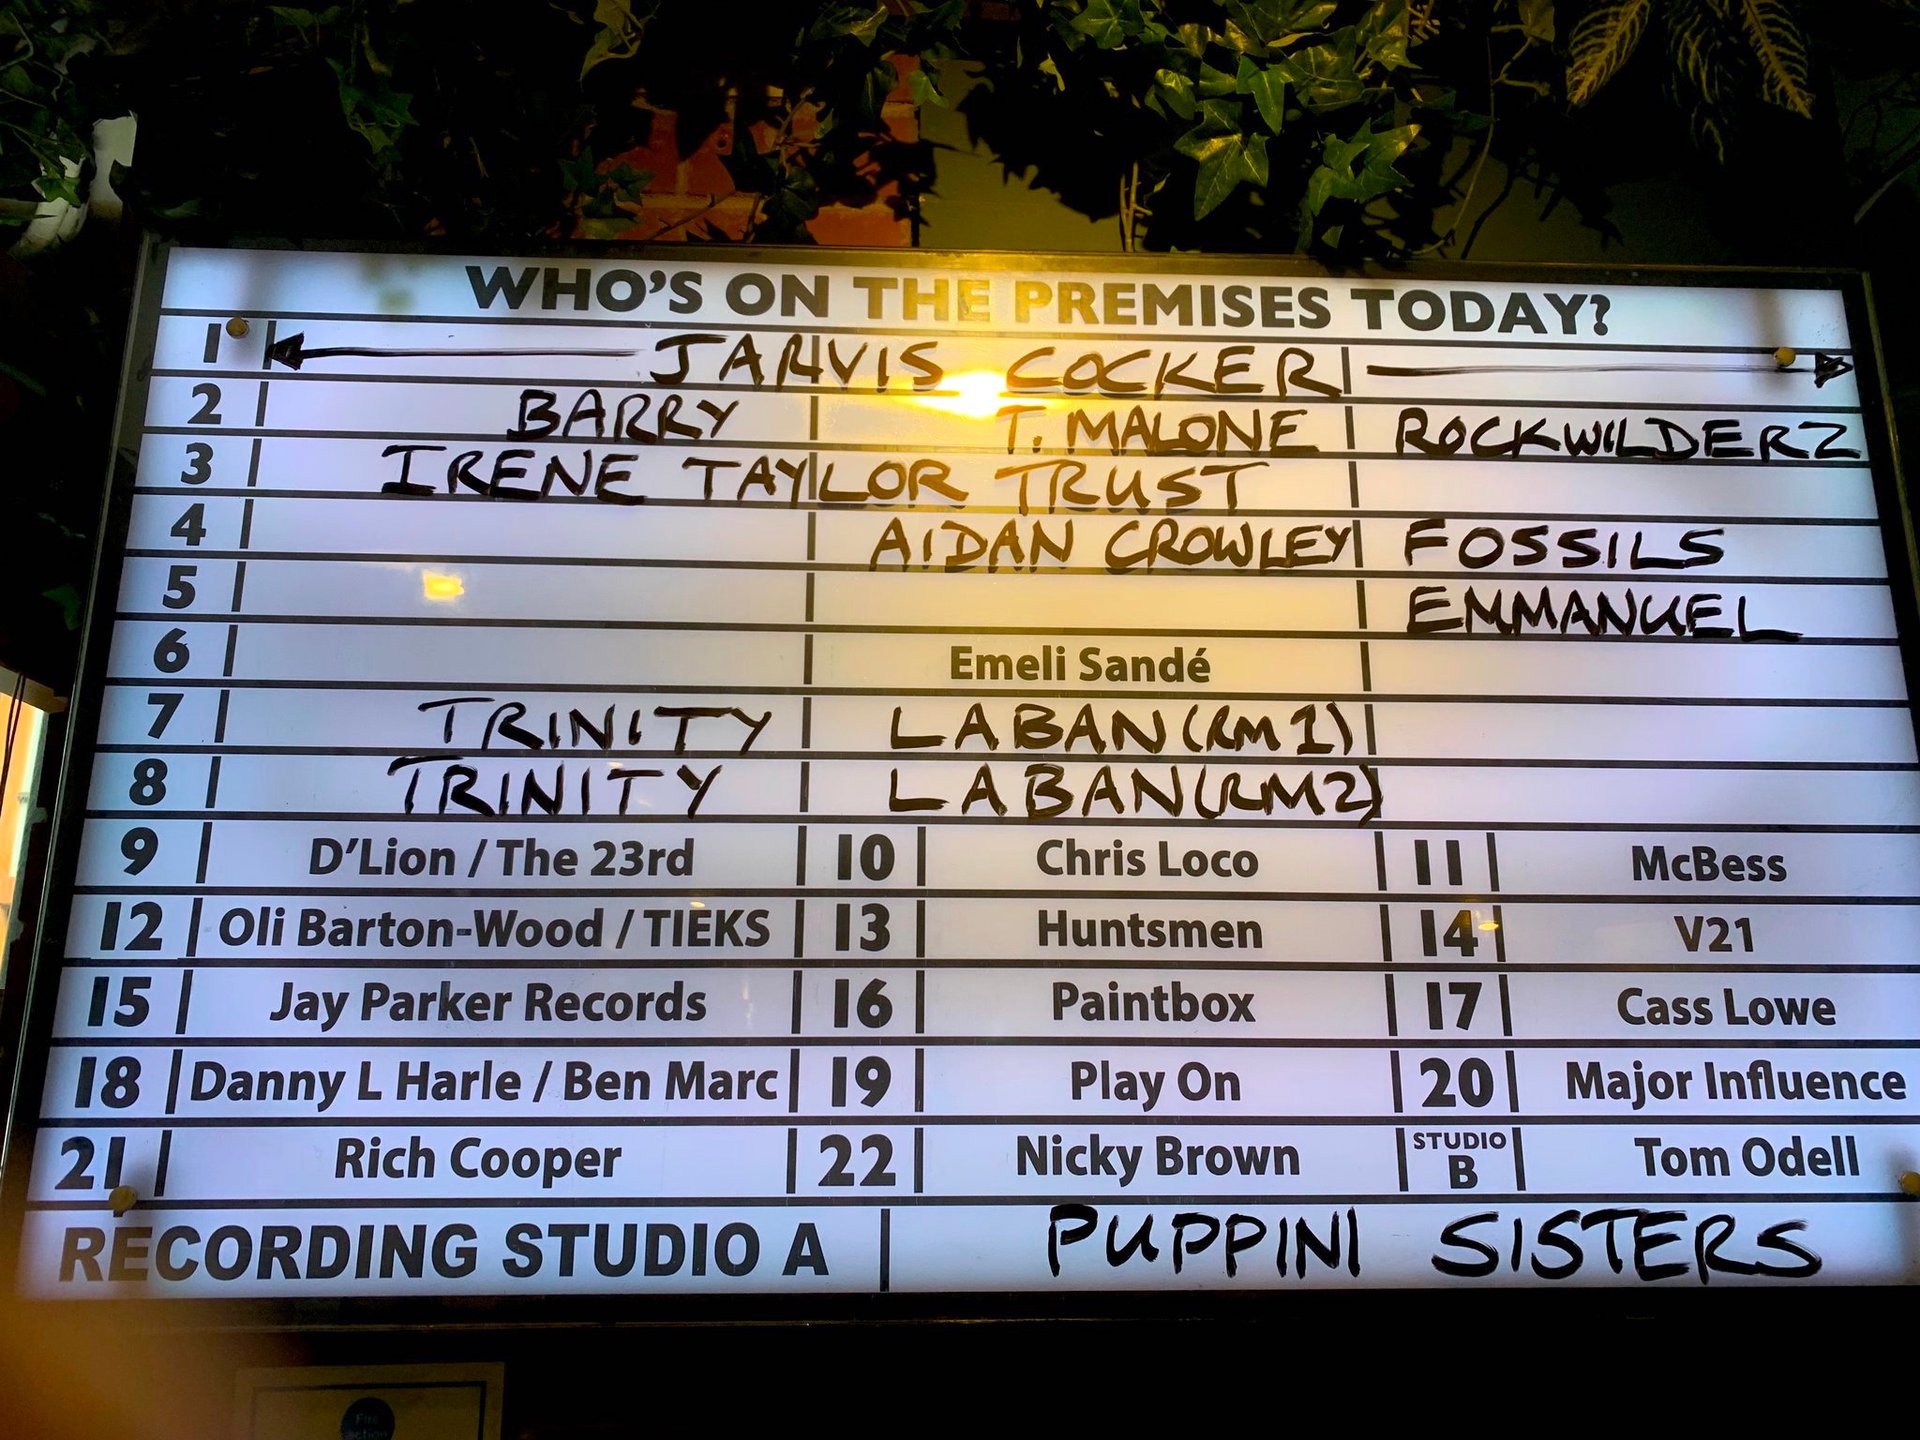 WHO'S ON THE PREMISES TODAY?
1 JARVIS COCKER
2 BARRY T. MALONE ROCKWILDERZ
3 IRENE TAYLOR TRUST
4 AIDAN CROWLEY FOSSILS
5 EMMANUEL
6 Emeli Sandé
7 TRINITY LABAN (RM 1)
8 TRINITY LABAN (RM2)
9 D'Lion / The 23rd 10 Chris Loco 11 McBess
12 Oli Barton-Wood / TIEKS 13 Huntsmen 14 V21
15 Jay Parker Records 16 Paintbox 17 Cass Lowe
18 Danny L Harle / Ben Marc 19 Play On 20 Major Influence
21 Rich Cooper 22 Nicky Brown STUDIO B Tom Odell
RECORDING STUDIO A PUPPINI SISTERS
Fire
action